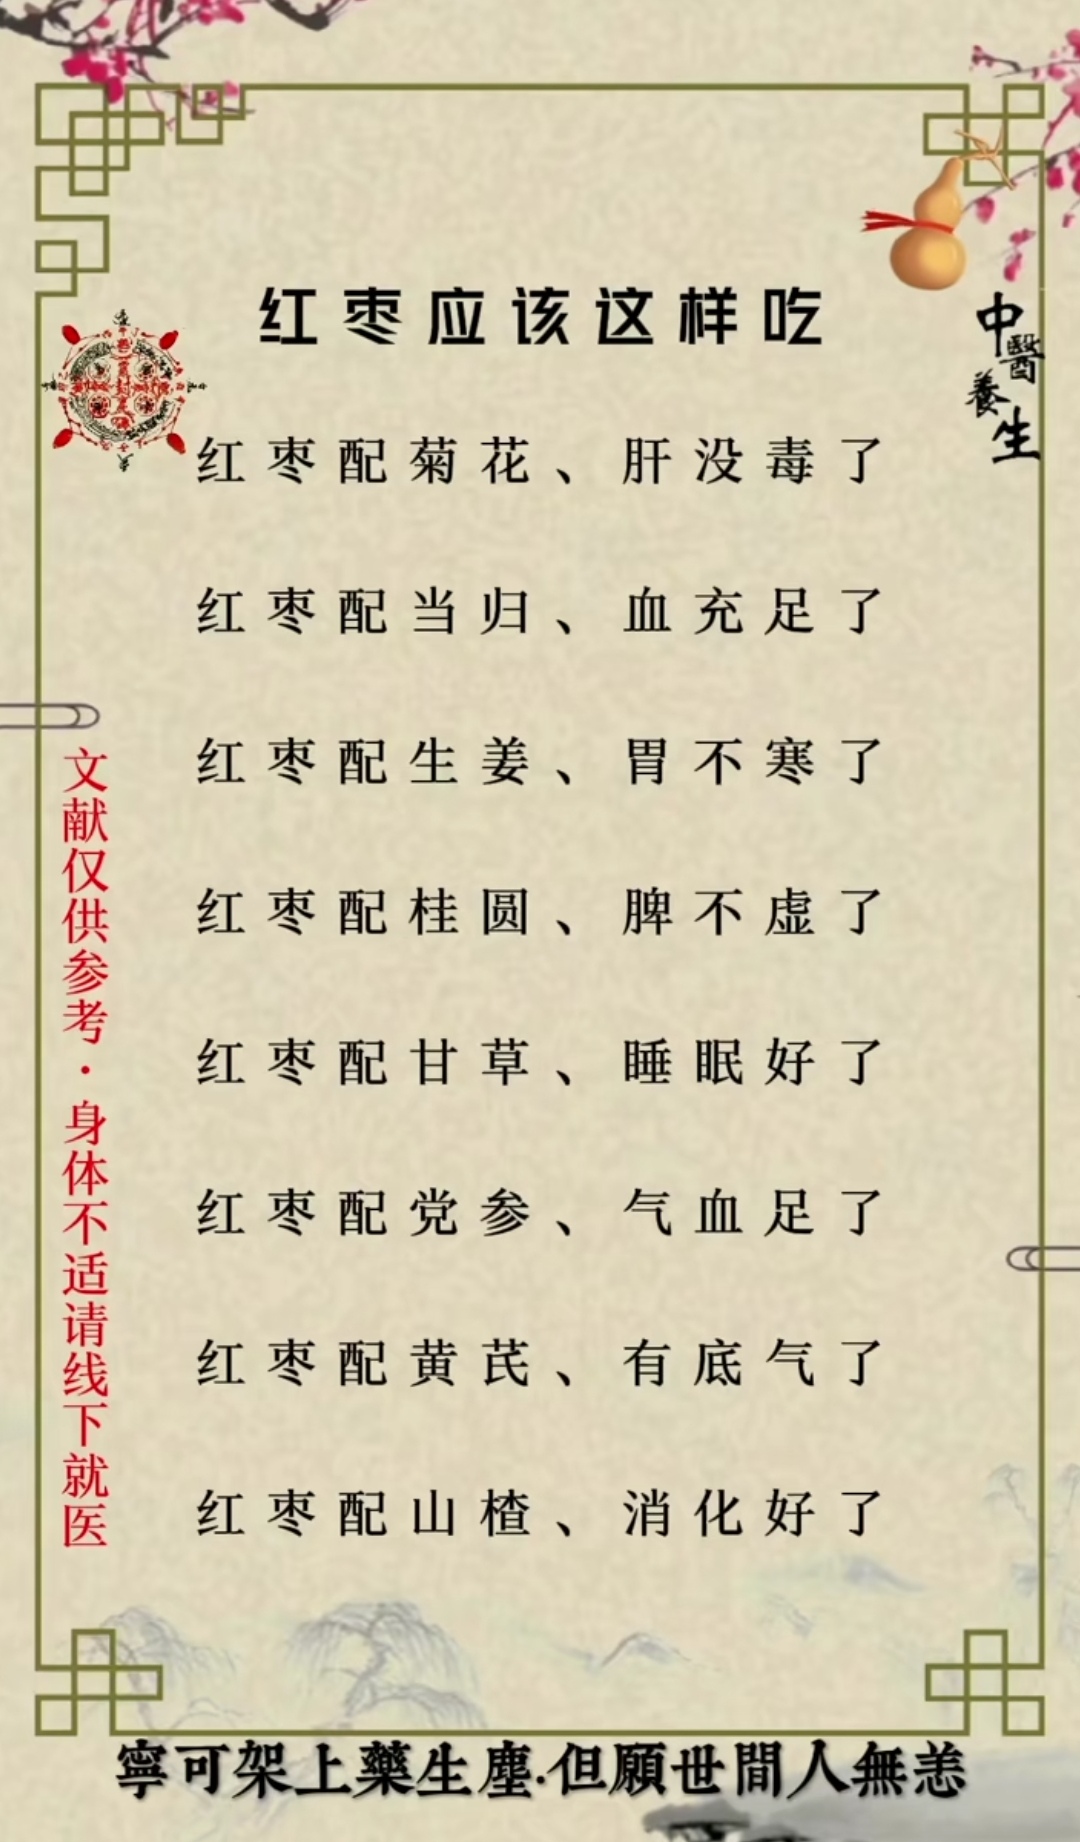 红枣应该这样吃
中醫養生
红枣配菊花、肝没毒了
红枣配当归、血充足了
红枣配生姜、胃不寒了
红枣配桂圆、脾不虚了
红枣配甘草、睡眠好了
红枣配党参、气血足了
红枣配黄芪、有底气了
红枣配山楂、消化好了
文献仅供参考·身体不适请线下就医
寧可架上藥生塵.但願世間人無恙